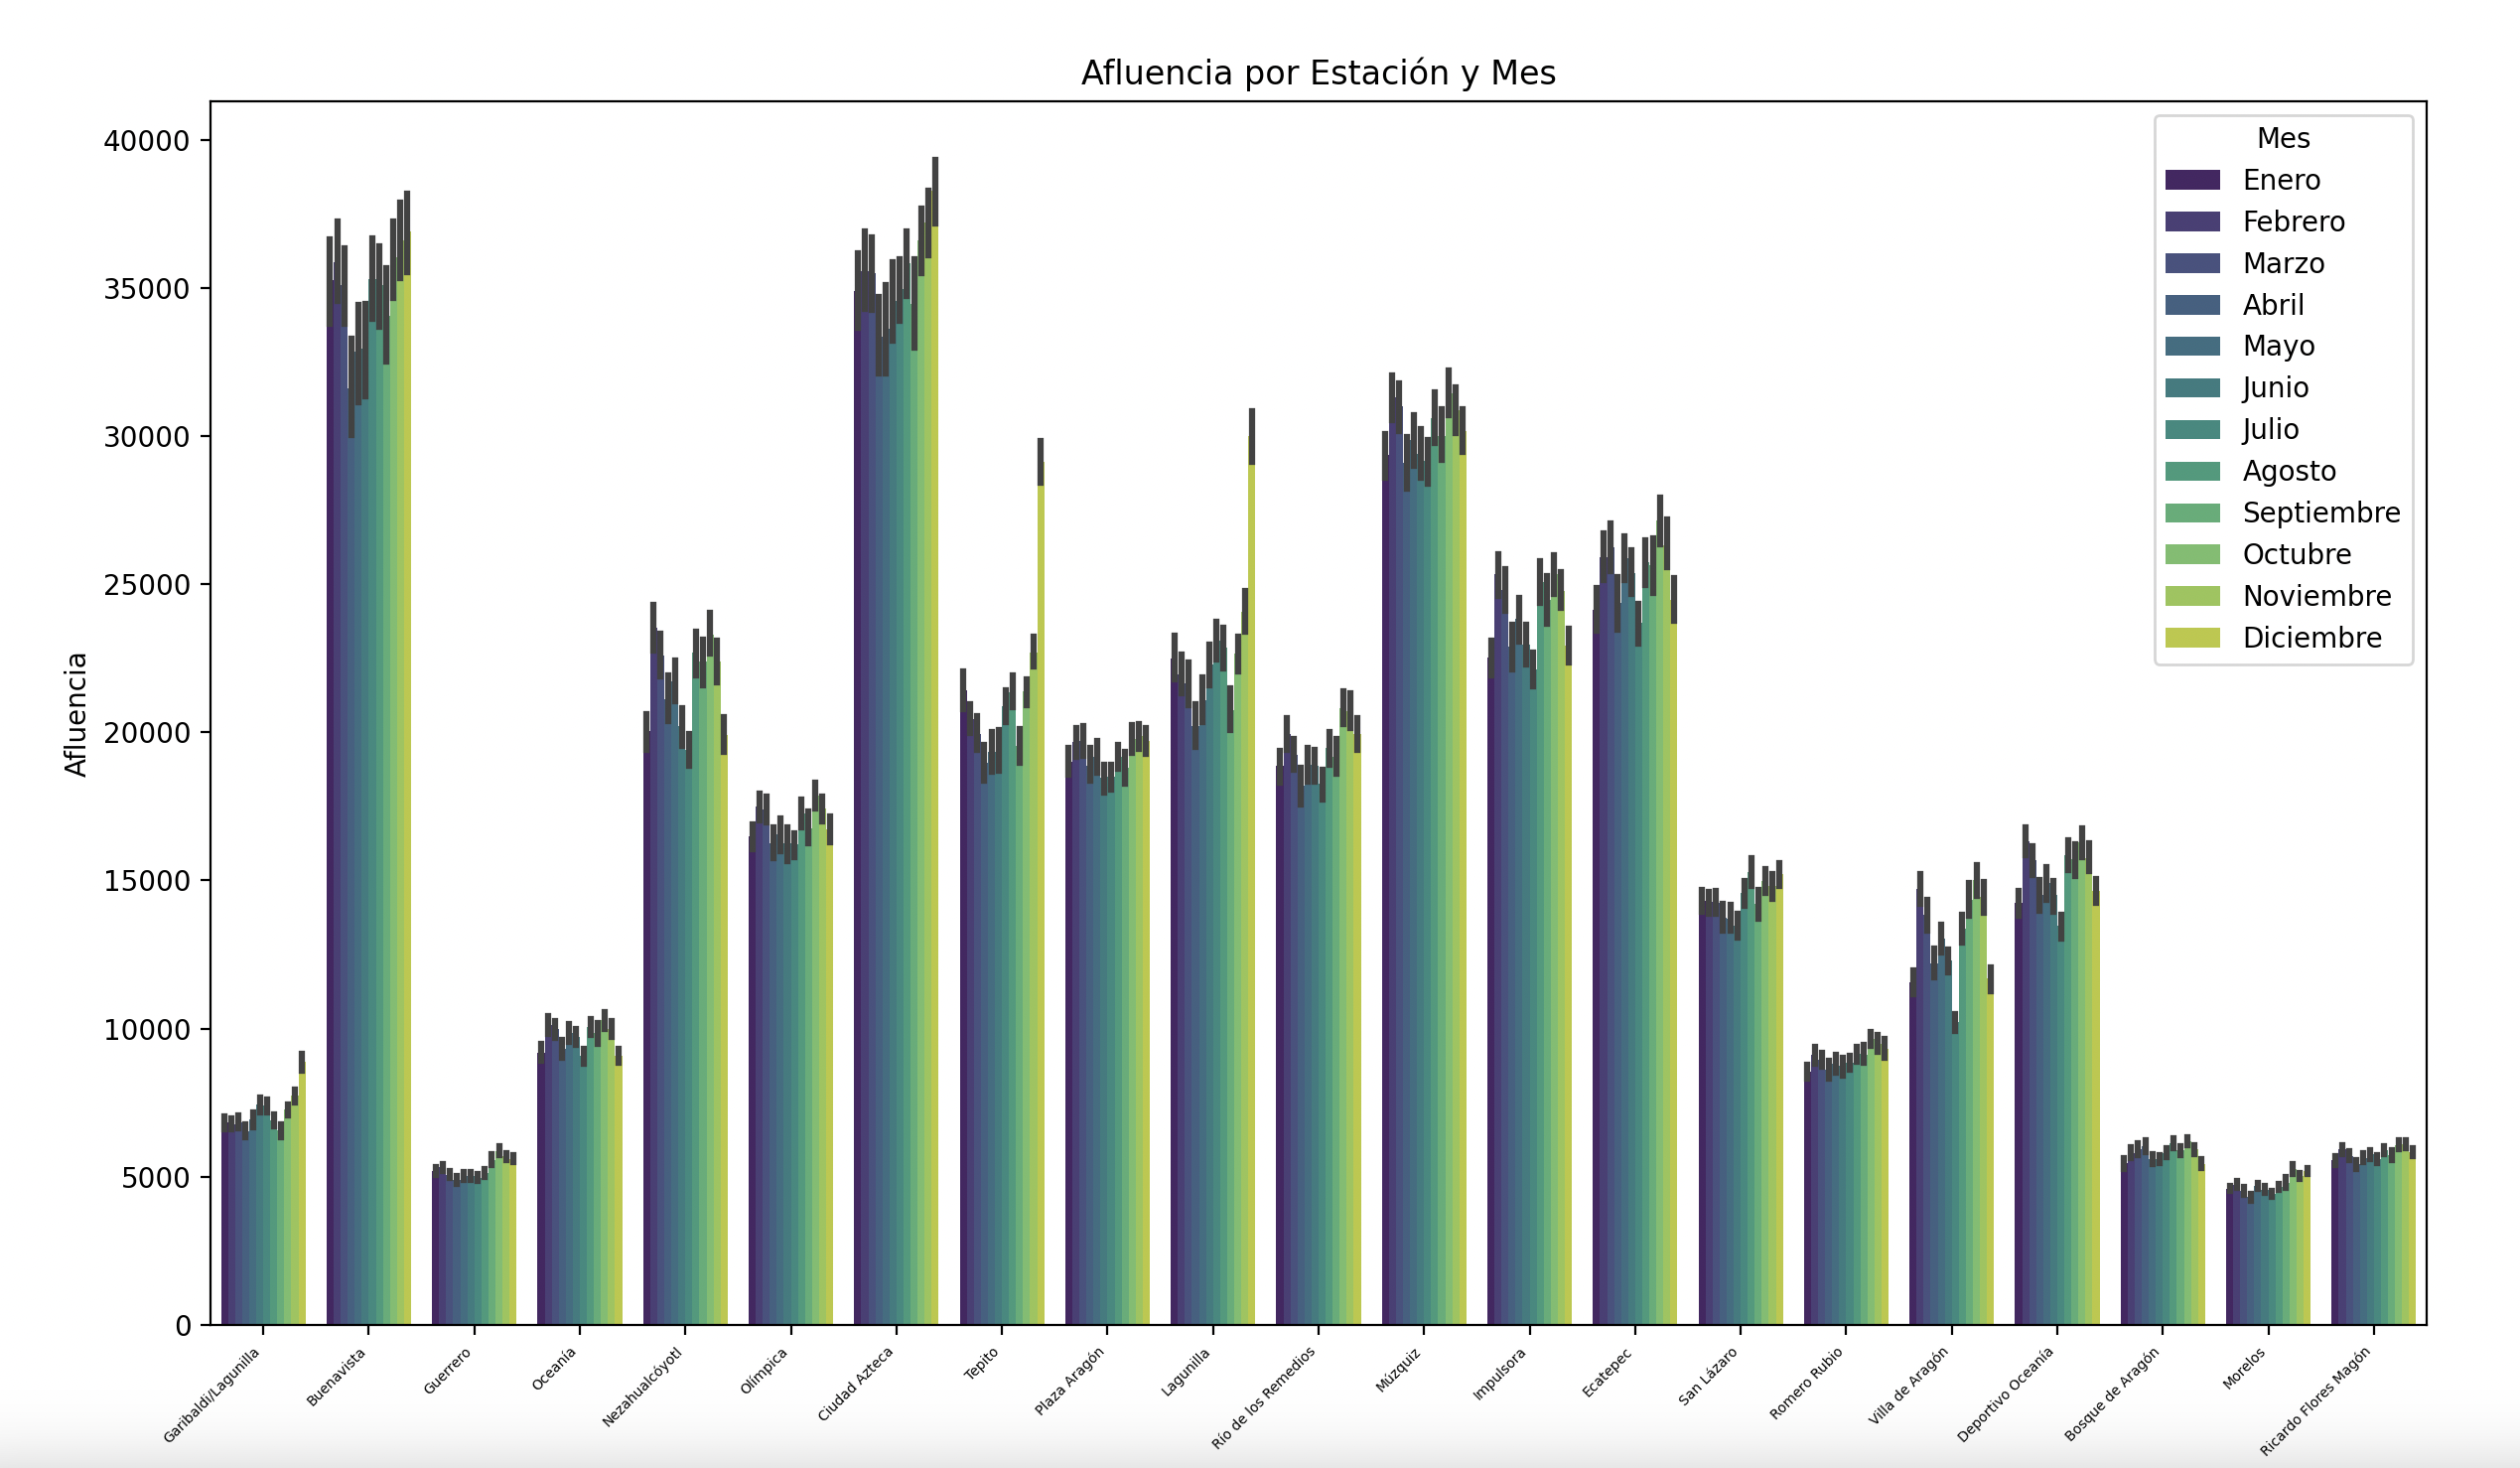 Afluencia por Estación y Mes
40000
35000
30000
25000
20000
15000
10000
5000
0
Afluencia
Mes
Enero
Febrero
Marzo
Abril
Mayo
Junio
Julio
Agosto
Septiembre
Octubre
Noviembre
Diciembre
Garibaldi/Lagunilla
Buenavista
Guerrero
Oceanía
Nezahualcóyotl
Olímpica
Ciudad Azteca
Tepito
Plaza Aragón
Lagunilla
Río de los Remedios
Múzquiz
Impulsora
Ecatepec
San Lázaro
Romero Rubio
Villa de Aragón
Deportivo Oceanía
Bosque de Aragón
Morelos
Ricardo Flores Magón